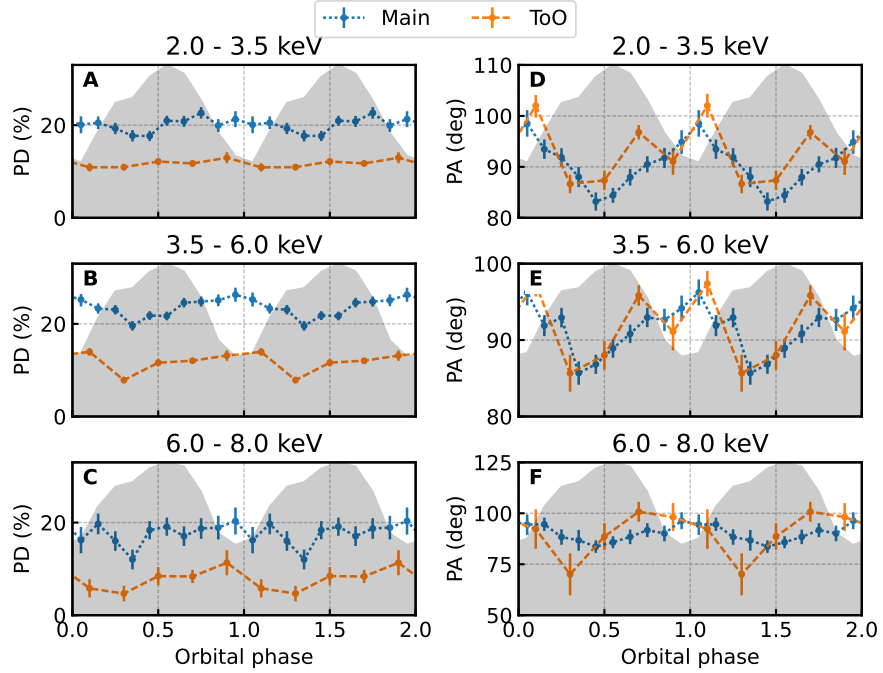 Main ToO
2.0 - 3.5 keV
A
PD (%)
20
0
2.0 - 3.5 keV
D
PA (deg)
110
100
90
80
3.5 - 6.0 keV
B
PD (%)
20
0
3.5 - 6.0 keV
E
PA (deg)
100
90
80
6.0 - 8.0 keV
C
PD (%)
20
0
0.0 0.5 1.0 1.5 2.0
Orbital phase
6.0 - 8.0 keV
F
PA (deg)
125
100
75
50
0.0 0.5 1.0 1.5 2.0
Orbital phase